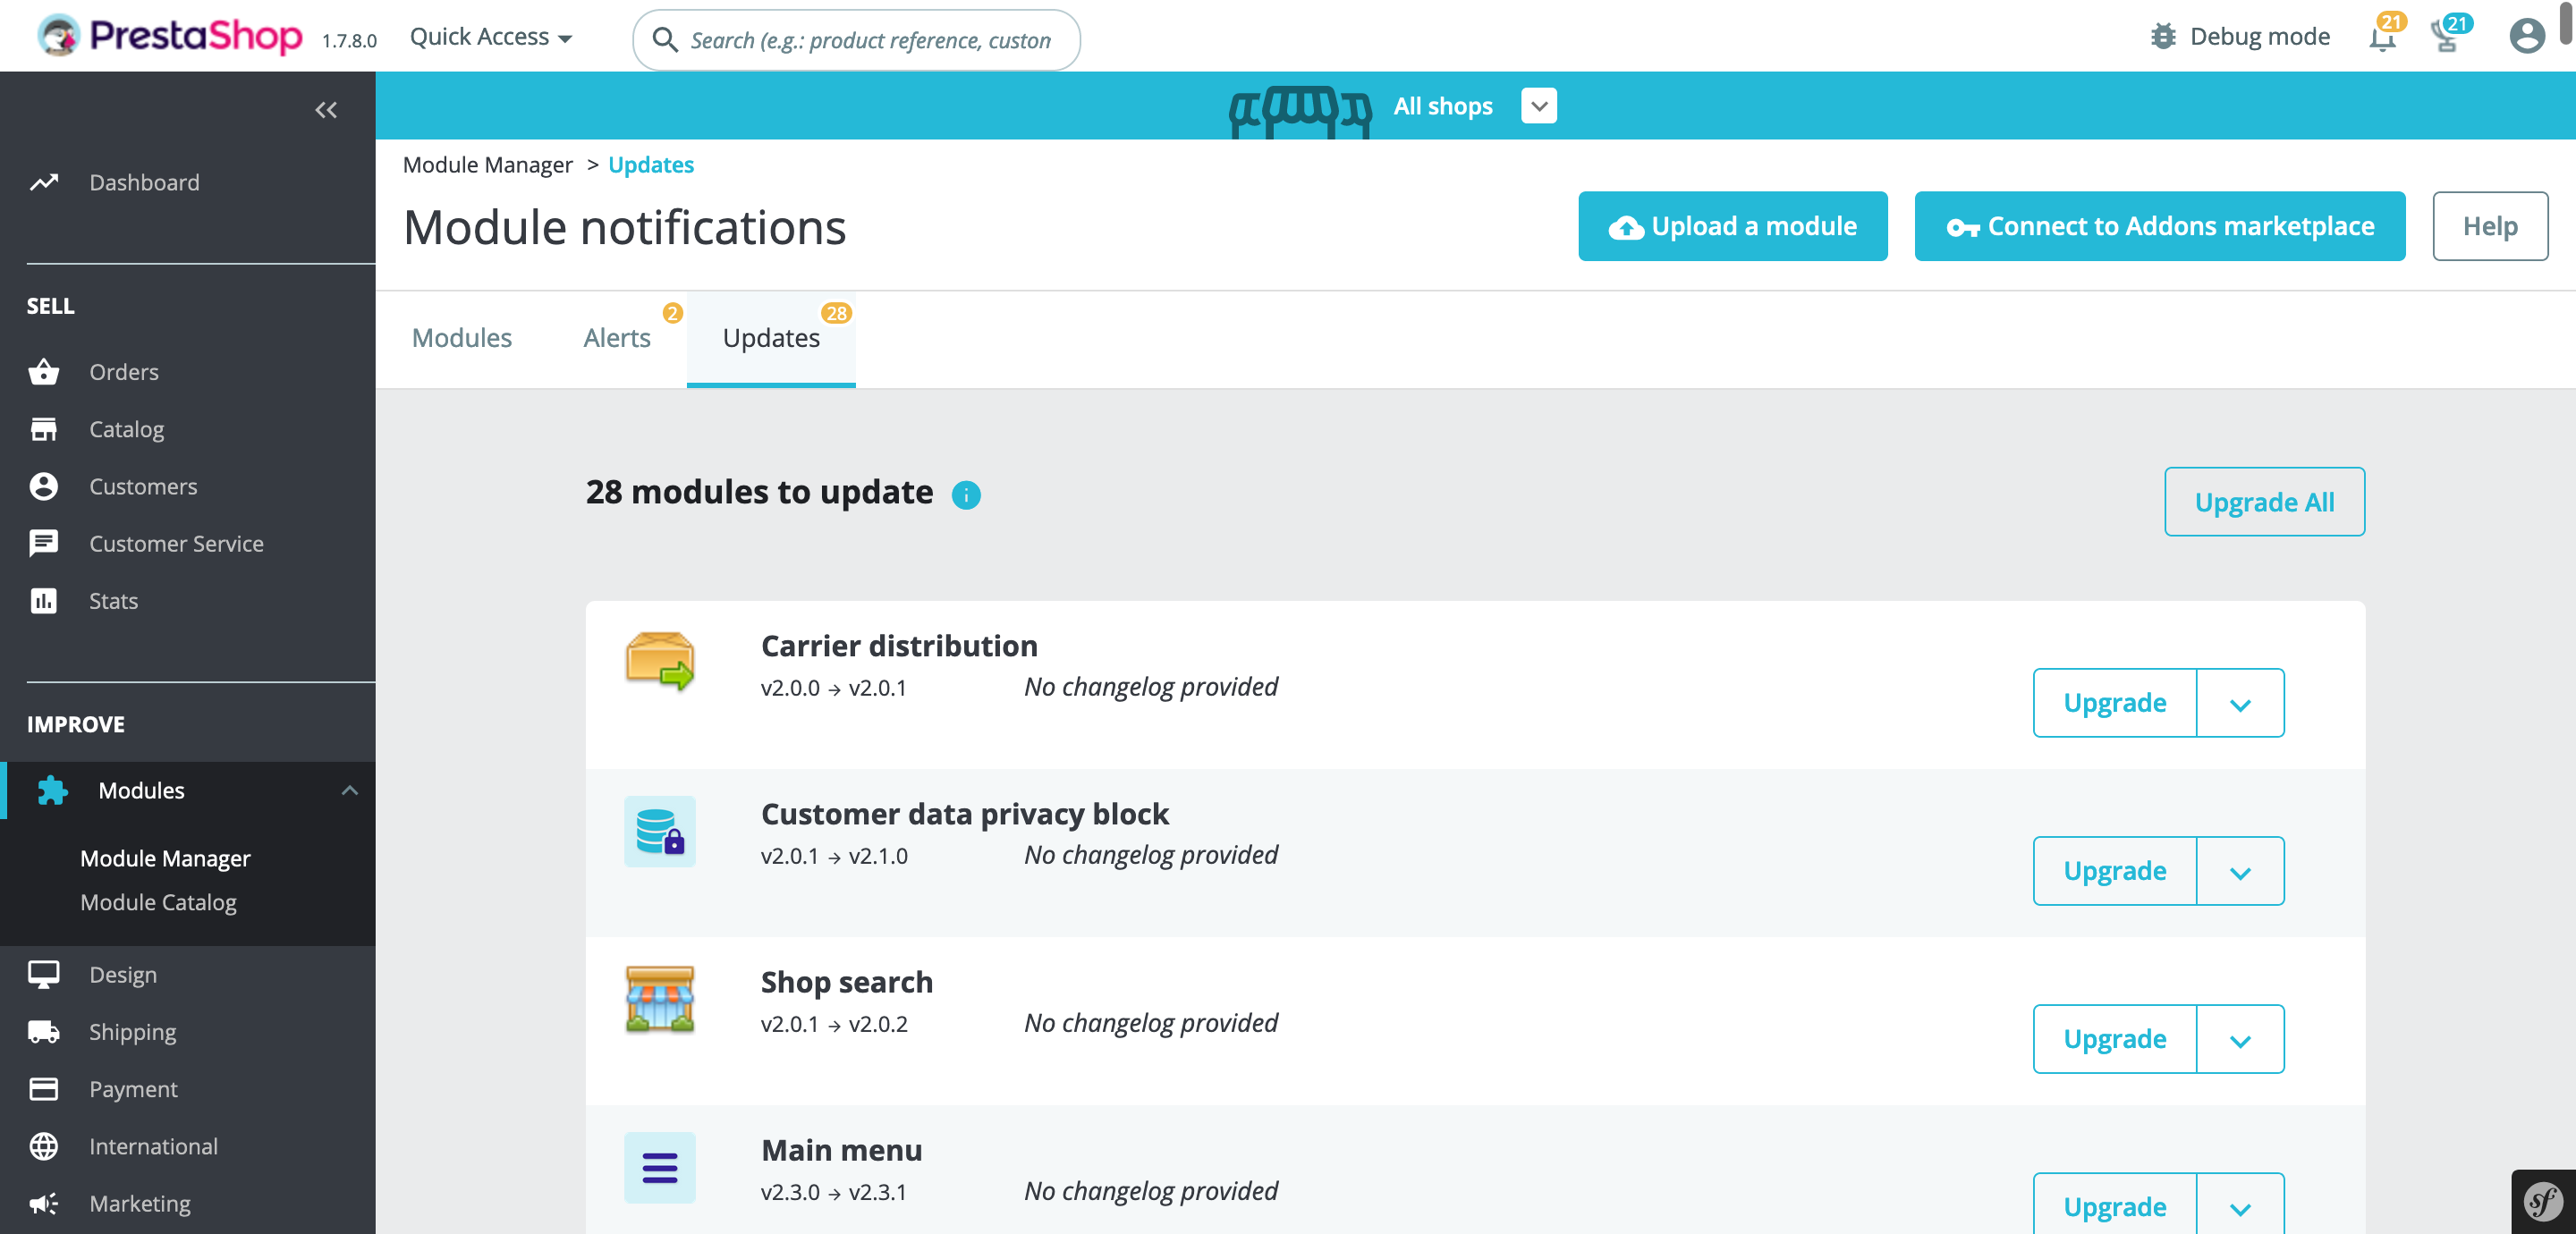 PrestaShop 1.7.8.0 Quick Access Search (e.g.: product reference, custon Debug mode 21 21
All shops
Module Manager > Updates
Module notifications
Upload a module Connect to Addons marketplace Help
Modules Alerts 2 Updates 28
28 modules to update i
Upgrade All
Carrier distribution
v2.0.0 → v2.0.1 No changelog provided
Upgrade
Customer data privacy block
v2.0.1 → v2.1.0 No changelog provided
Upgrade
Shop search
v2.0.1 → v2.0.2 No changelog provided
Upgrade
Main menu
v2.3.0 → v2.3.1 No changelog provided
Upgrade
Dashboard
SELL
Orders
Catalog
Customers
Customer Service
Stats
IMPROVE
Modules
Module Manager
Module Catalog
Design
Shipping
Payment
International
Marketing
sf